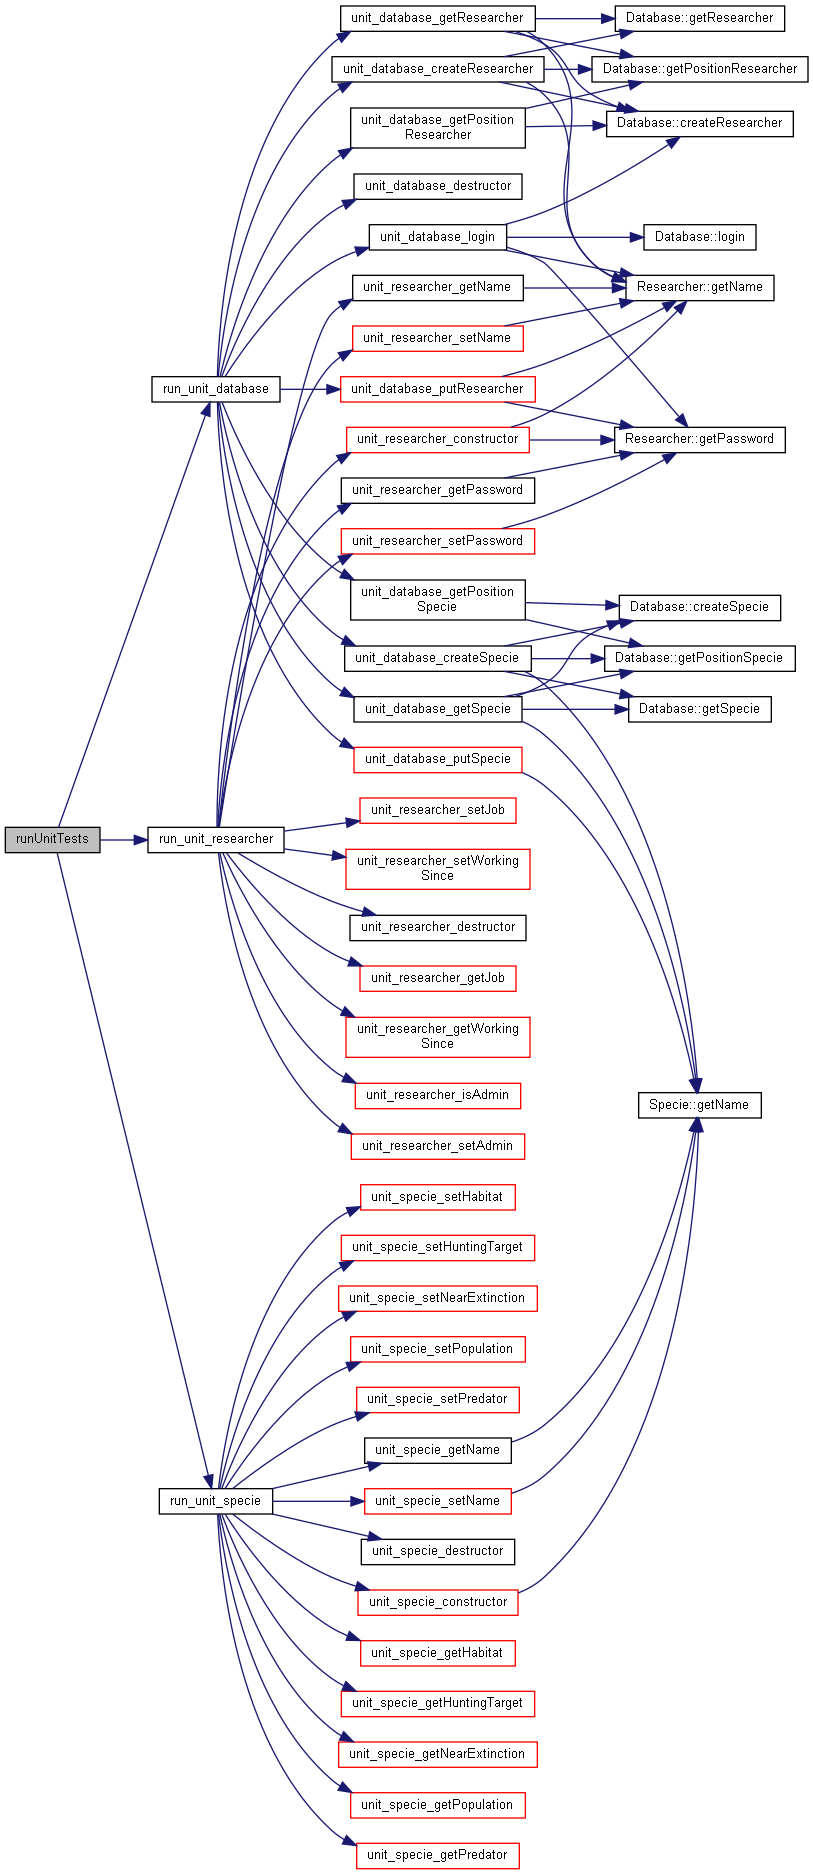 unit_database_getResearcher
Database::getResearcher
unit_database_createResearcher
Database::getPositionResearcher
unit_database_getPosition
Researcher
Database::createResearcher
unit_database_destructor
unit_database_login
Database::login
unit_researcher_getName
Researcher::getName
unit_researcher_setName
run_unit_database
unit_database_putResearcher
unit_researcher_constructor
Researcher::getPassword
unit_researcher_getPassword
unit_researcher_setPassword
unit_database_getPosition
Specie
Database::createSpecie
unit_database_createSpecie
Database::getPositionSpecie
unit_database_getSpecie
Database::getSpecie
unit_database_putSpecie
unit_researcher_setJob
runUnitTests
run_unit_researcher
unit_researcher_setWorking
Since
unit_researcher_destructor
unit_researcher_getJob
unit_researcher_getWorking
Since
unit_researcher_isAdmin
Specie::getName
unit_researcher_setAdmin
unit_specie_setHabitat
unit_specie_setHuntingTarget
unit_specie_setNearExtinction
unit_specie_setPopulation
unit_specie_setPredator
unit_specie_getName
run_unit_specie
unit_specie_setName
unit_specie_destructor
unit_specie_constructor
unit_specie_getHabitat
unit_specie_getHuntingTarget
unit_specie_getNearExtinction
unit_specie_getPopulation
unit_specie_getPredator